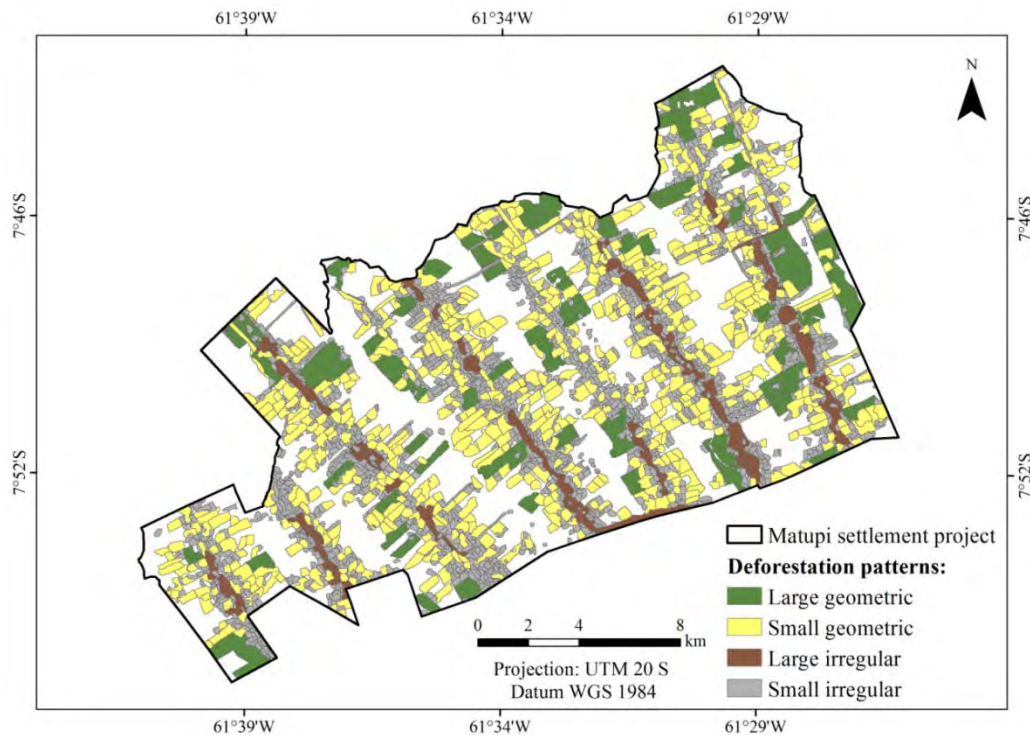 61°39'W 61°34'W 61°29'W
N
7°46'S 7°46'S
7°52'S 7°52'S
Matupi settlement project
Deforestation patterns:
Large geometric
Small geometric
Large irregular
Small irregular
0 2 4 8
km
Projection: UTM 20 S
Datum WGS 1984
61°39'W 61°34'W 61°29'W